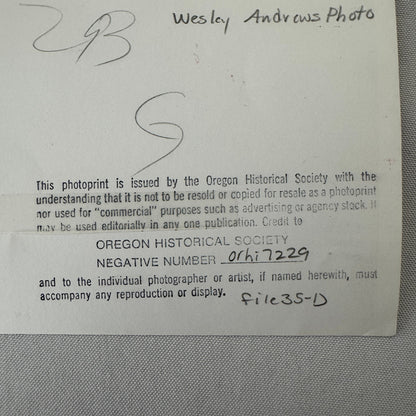 Wesley Andrews Photo
This photoprint is issued by the Oregon Historical Society with the
understanding that it is not to be resold or copied for resale as a photoprint
nor used for "commercial" purposes such as advertising or agency stock. It
may be used editorially in any one publication. Credit to
OREGON HISTORICAL SOCIETY
NEGATIVE NUMBER orhi7229
and to the individual photographer or artist, if named herewith, must
accompany any reproduction or display.
file35-D